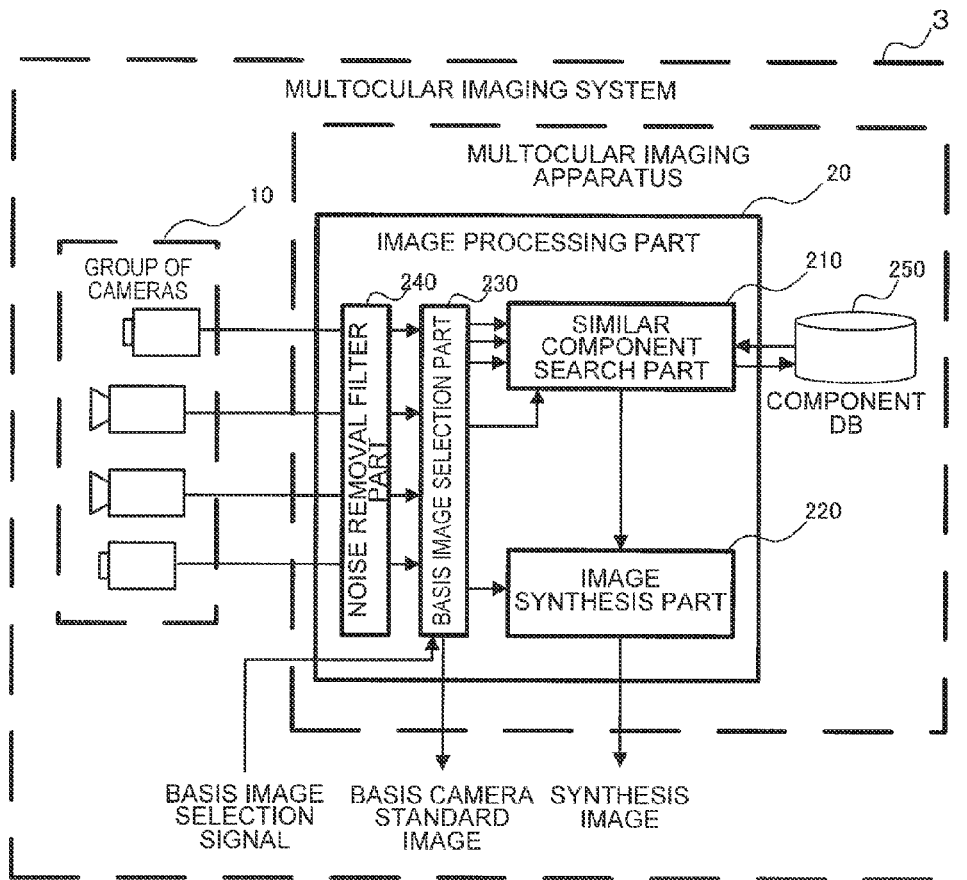 3
MULTOCULAR IMAGING SYSTEM
MULTOCULAR IMAGING
APPARATUS
10
20
GROUP OF
CAMERAS
IMAGE PROCESSING PART
240
230
210
250
NOISE REMOVAL FILTER
PART
BASIS IMAGE SELECTION PART
SIMILAR
COMPONENT
SEARCH PART
COMPONENT
DB
220
IMAGE
SYNTHESIS PART
BASIS IMAGE
SELECTION
SIGNAL
BASIS CAMERA
STANDARD
IMAGE
SYNTHESIS
IMAGE